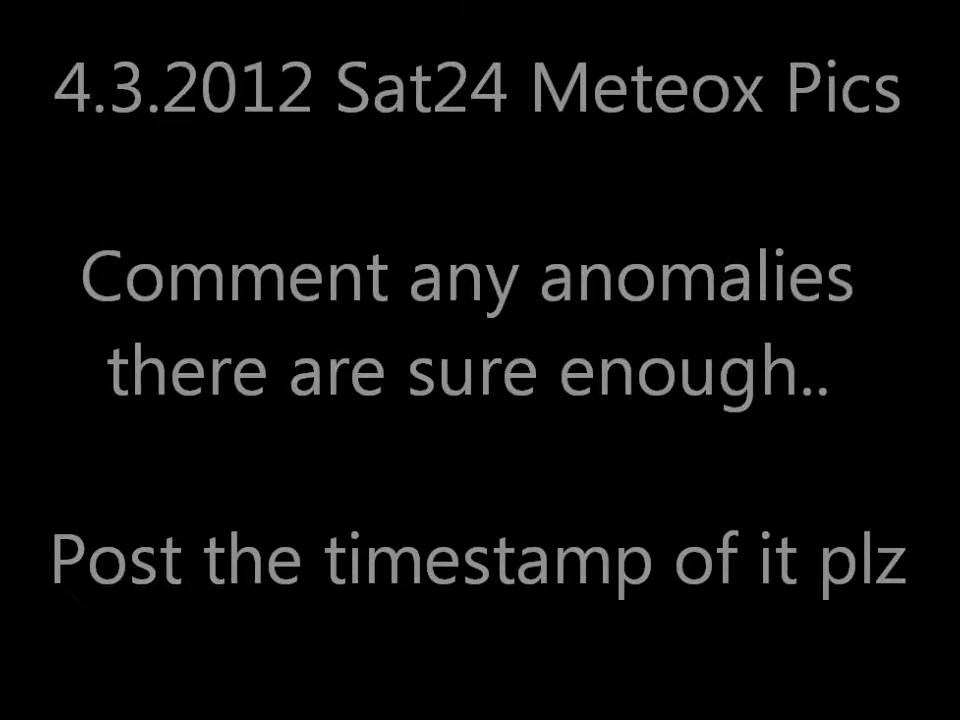 4.3.2012 Sat24 Meteox Pics
Comment any anomalies
there are sure enough..
Post the timestamp of it plz